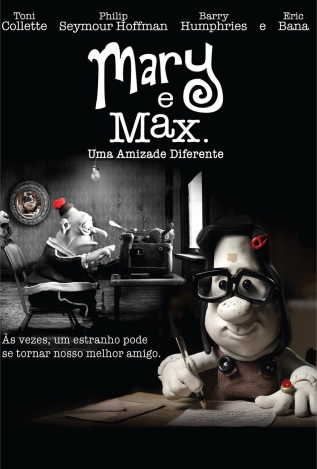 Toni Philip Barry Eric
Collette Seymour Hoffman Humphries e Bana
Mary
e
Max.
Uma Amizade Diferente
Às vezes, um estranho pode
se tornar nosso melhor amigo.